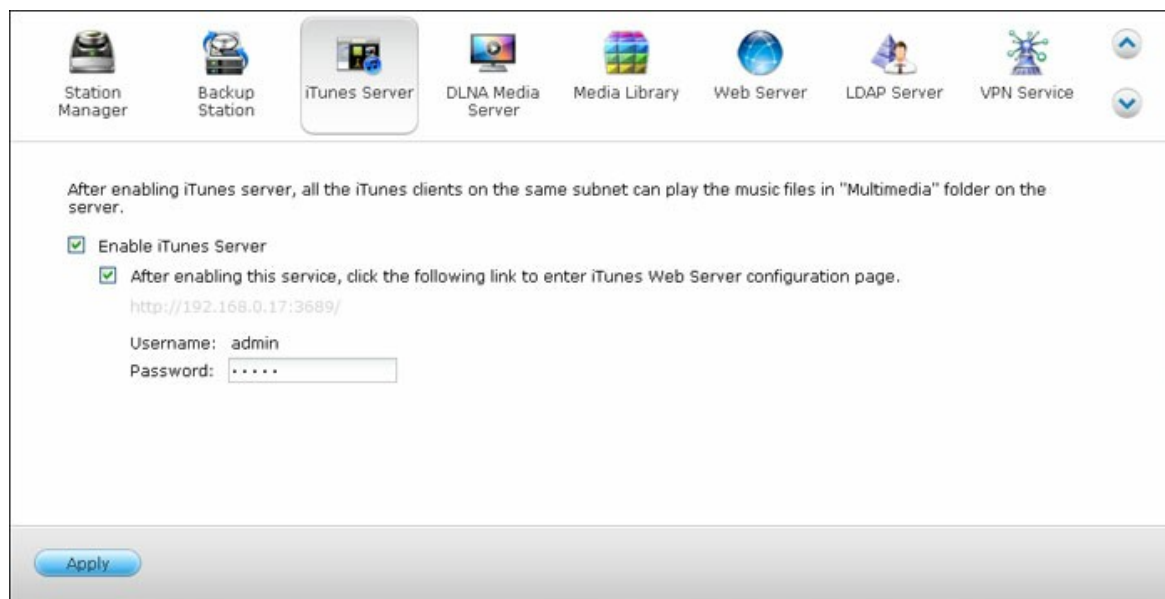 Station
Manager
Backup
Station
iTunes Server
DLNA Media
Server
Media Library
Web Server
LDAP Server
VPN Service
After enabling iTunes server, all the iTunes clients on the same subnet can play the music files in "Multimedia" folder on the
server.
Enable iTunes Server
After enabling this service, click the following link to enter iTunes Web Server configuration page.
http://192.168.0.17:3689/
Username: admin
Password: •••••
Apply